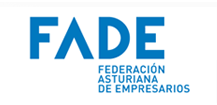 FADE
FEDERACIÓN
ASTURIANA
DE EMPRESARIOS